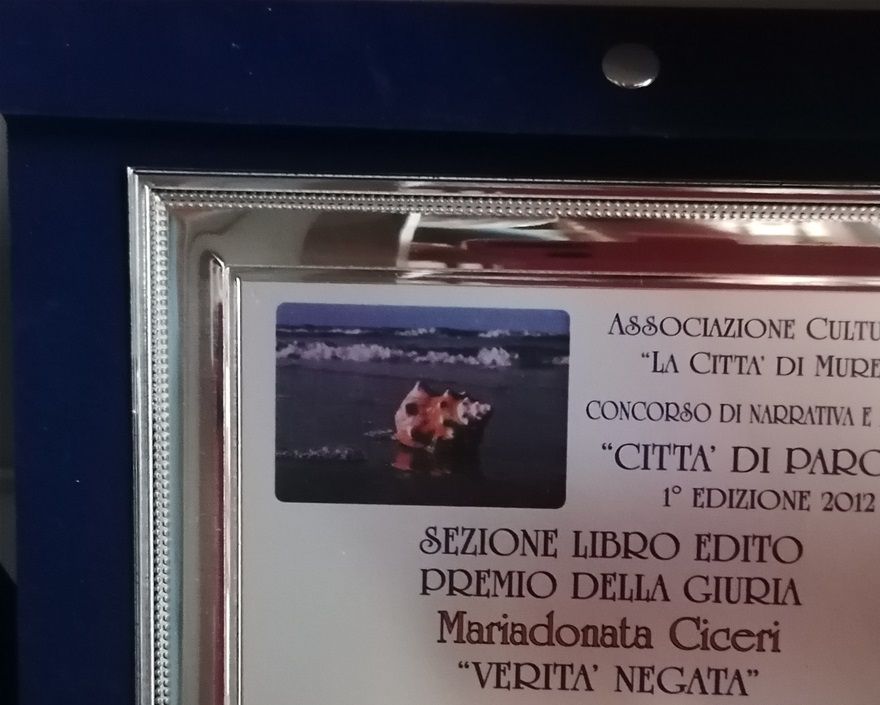 ASSOCIAZIONE CULTU
"LA CITTA' DI MURE
CONCORSO DI NARRATIVA E
"CITTA' DI PARO
1° EDIZIONE 2012
SEZIONE LIBRO EDITO
PREMIO DELLA GIURIA
Mariadonata Ciceri
"VERITA' NEGATA"